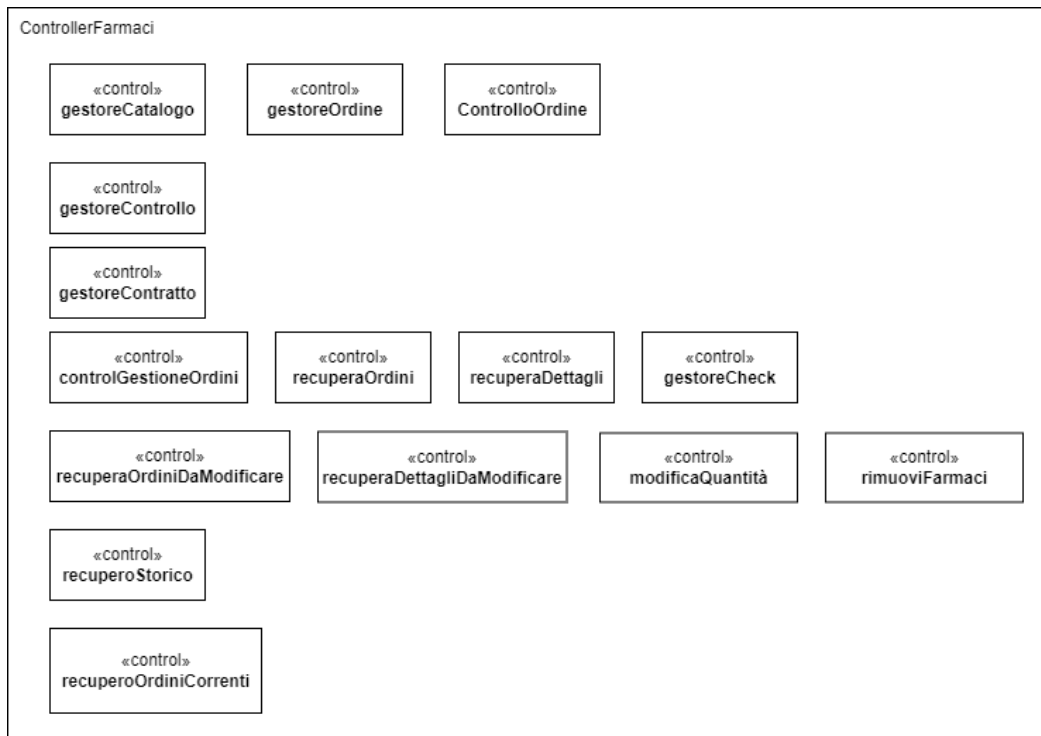 ControllerFarmaci
«control»
gestoreCatalogo
«control»
gestoreOrdine
«control»
ControlloOrdine
«control»
gestoreControllo
«control»
gestoreContratto
«control»
controlGestioneOrdini
«control»
recuperaOrdini
«control»
recuperaDettagli
«control»
gestoreCheck
«control»
recuperaOrdiniDaModificare
«control»
recuperaDettagliDaModificare
«control»
modificaQuantità
«control»
rimuoviFarmaci
«control»
recuperoStorico
«control»
recuperoOrdiniCorrenti